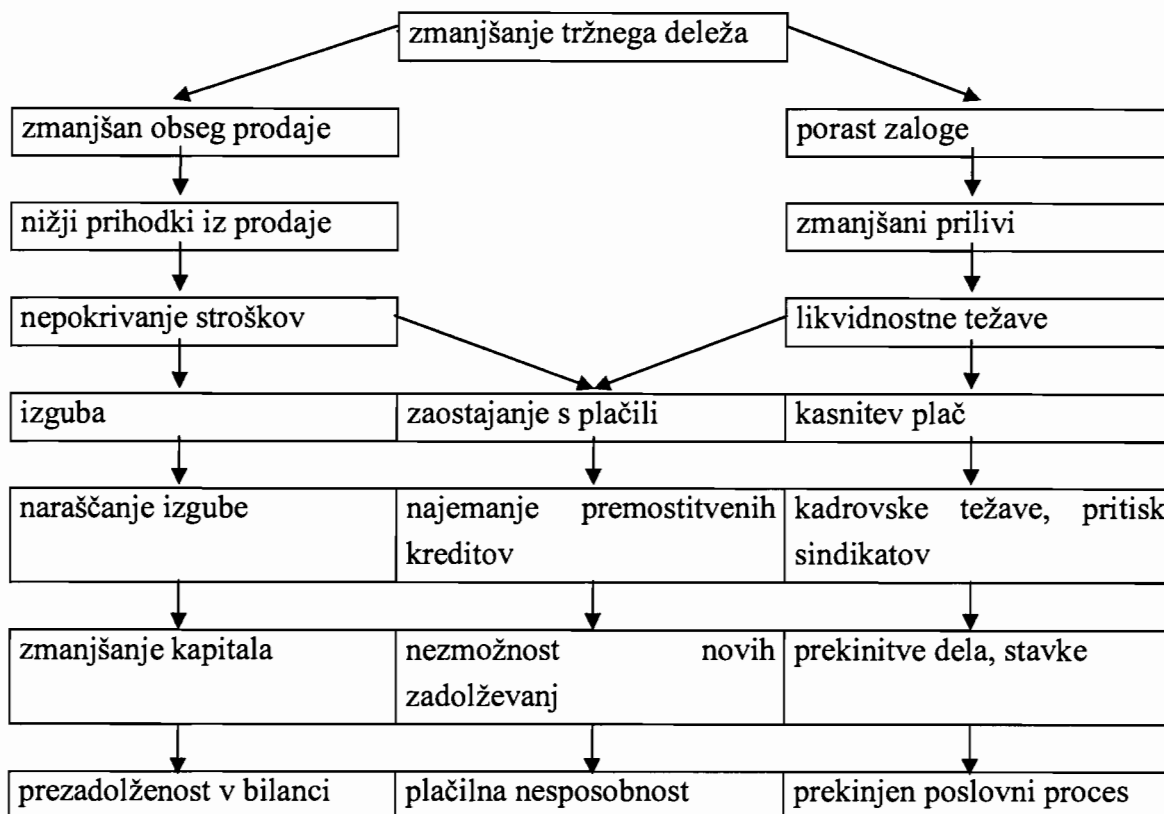 zmanjšanje tržnega deleža
zmanjšan obseg prodaje
porast zaloge
nižji prihodki iz prodaje
zmanjšani prilivi
nepokrivanje stroškov
likvidnostne težave
izguba
zaostajanje s plačili
kasnitev plač
naraščanje izgube
najemanje premostitvenih
kreditov
kadrovske težave, pritisk
sindikatov
zmanjšanje kapitala
nezmožnost novih
zadolževanj
prekinitve dela, stavke
prezadolženost v bilanci
plačilna nesposobnost
prekinjen poslovni proces